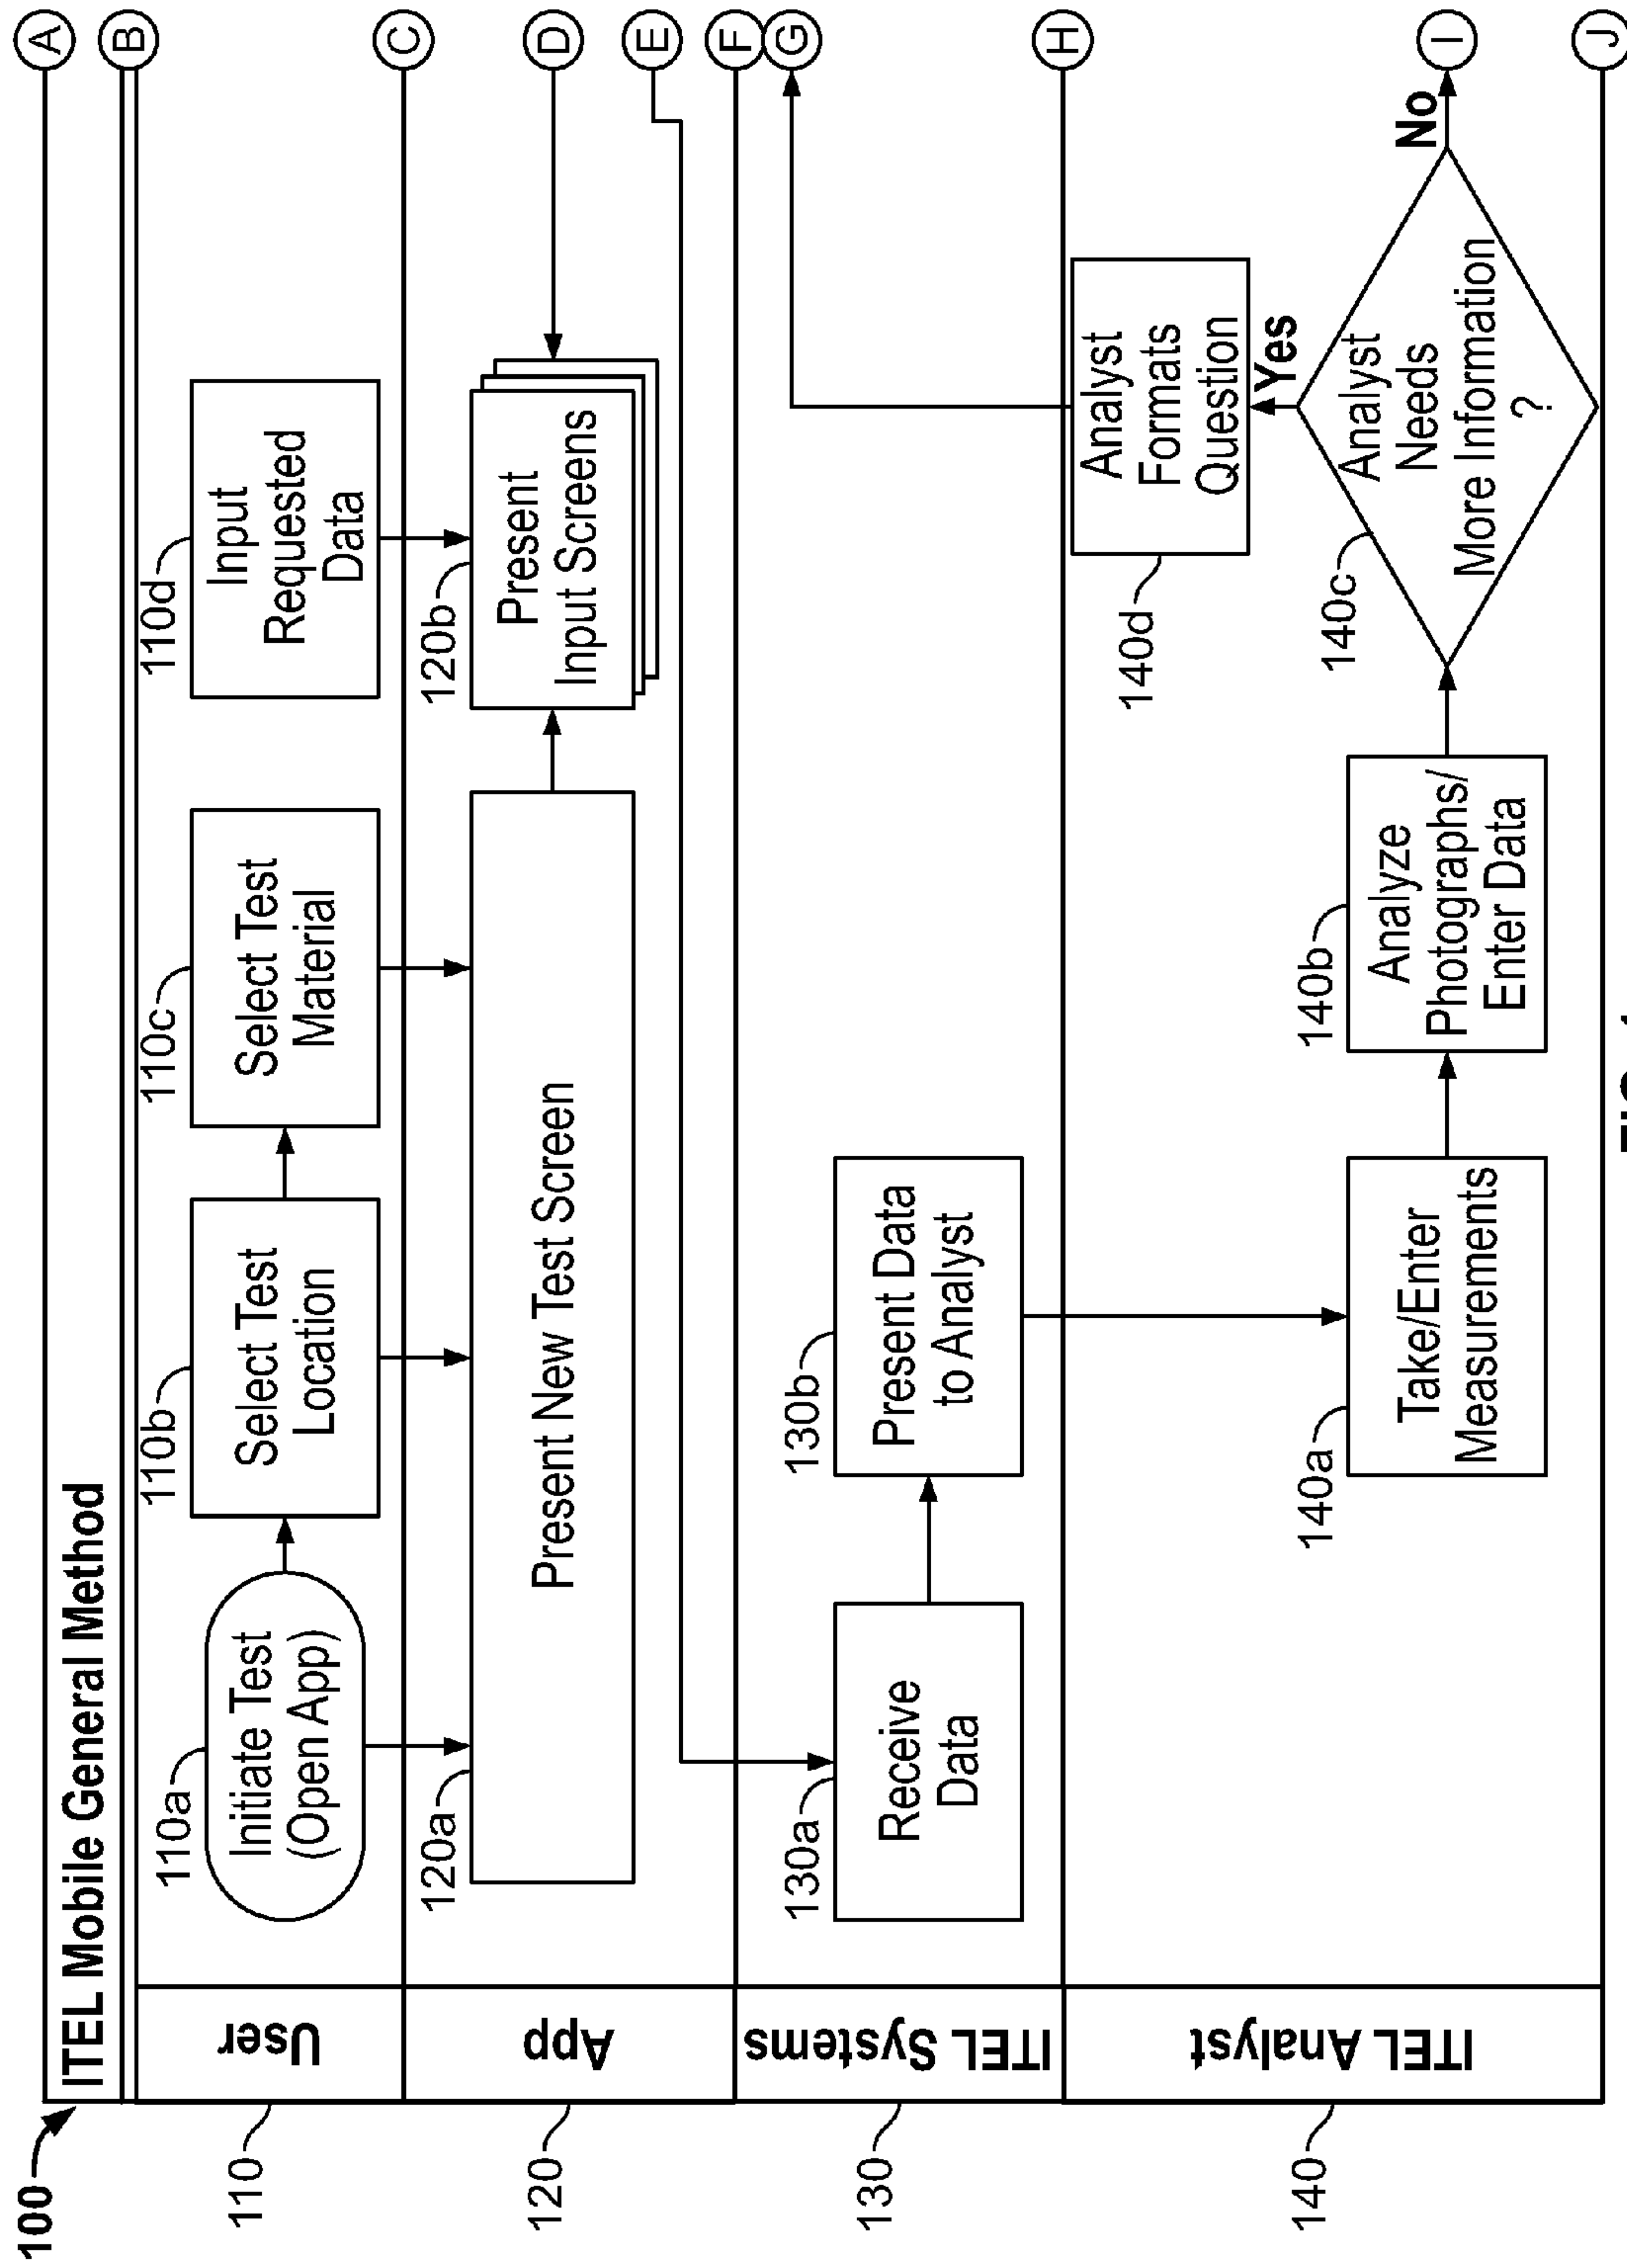 100
ITEL Mobile General Method
A
B
110
User
110a
Initiate Test
(Open App)
110b
Select Test
Location
110c
Select Test
Material
110d
Input
Requested
Data
C
120
App
120a
Present New Test Screen
120b
Present
Input Screens
D
E
F
130
ITEL Systems
130a
Receive
Data
130b
Present Data
to Analyst
G
H
140
ITEL Analyst
140a
Take/Enter
Measurements
140b
Analyze
Photographs/
Enter Data
140c
Analyst
Needs
More Information
?
Yes
No
140d
Analyst
Formats
Question
I
J